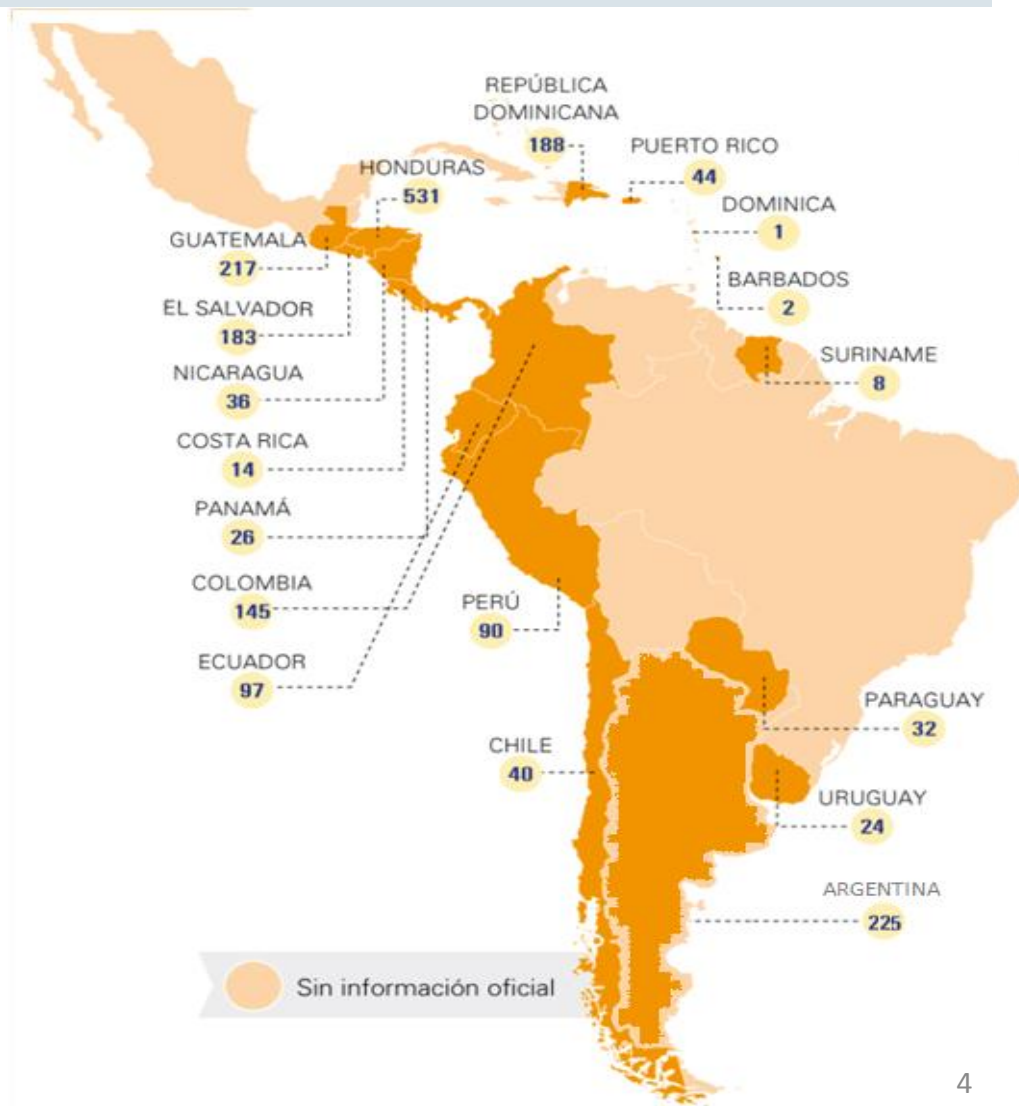 REPÚBLICA
DOMINICANA
188
PUERTO RICO
44
HONDURAS
531
DOMINICA
1
GUATEMALA
217
BARBADOS
2
EL SALVADOR
183
SURINAME
8
NICARAGUA
36
COSTA RICA
14
PANAMÁ
26
COLOMBIA
145
PERÚ
90
ECUADOR
97
PARAGUAY
32
CHILE
40
URUGUAY
24
ARGENTINA
225
Sin información oficial
4